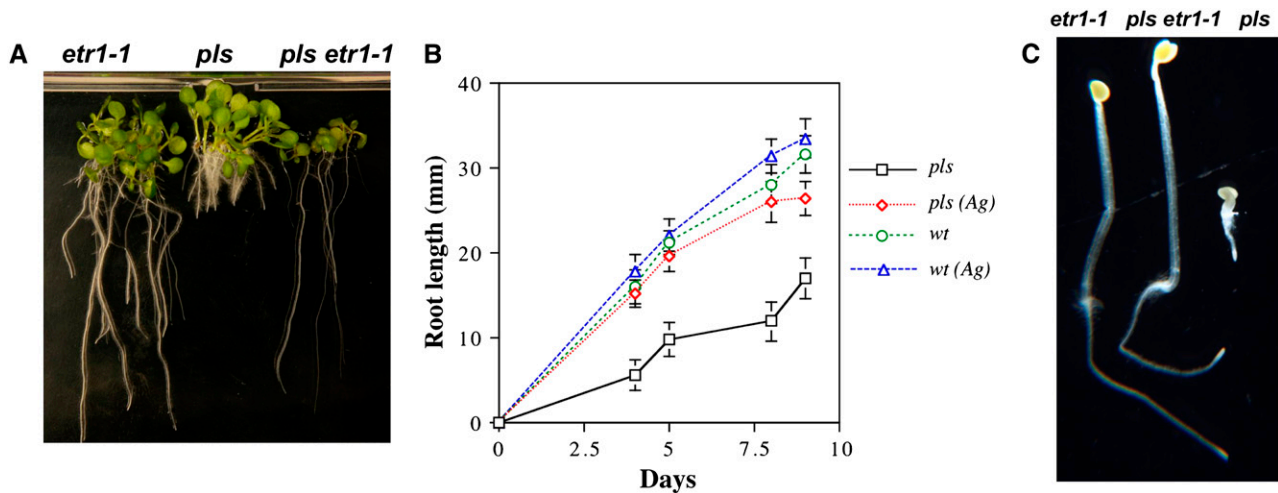 etr1-1 pls pls etr1-1
A
B
Root length (mm)
40
30
20
10
0
0 2.5 5 7.5 10
Days
pls
pls (Ag)
wt
wt (Ag)
etr1-1 pls etr1-1 pls
C